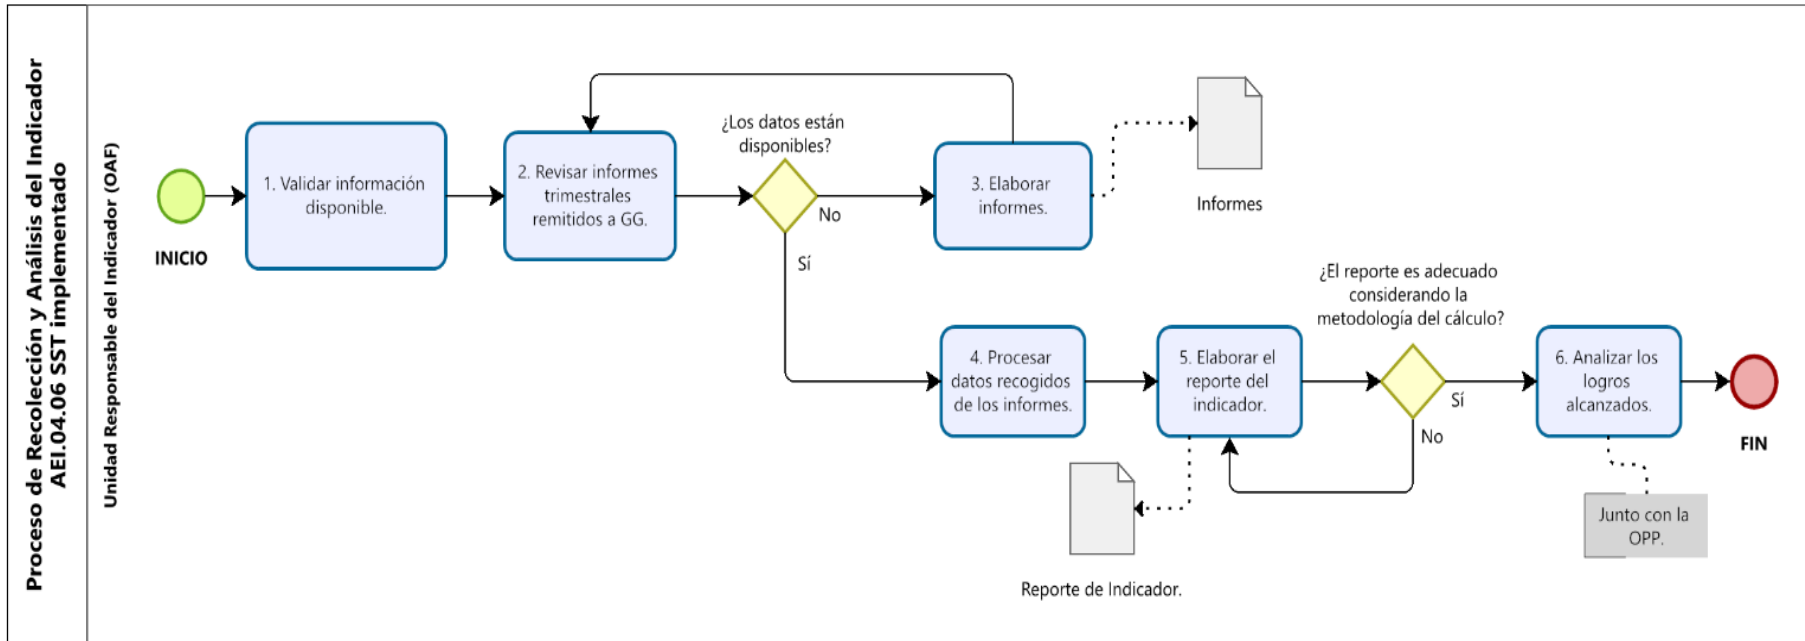 Proceso de Recolección y Análisis del Indicador
AEI.04.06 SST implementado
Unidad Responsable del Indicador (OAF)
INICIO
1. Validar información
disponible.
2. Revisar informes
trimestrales
remitidos a GG.
¿Los datos están
disponibles?
No
Sí
3. Elaborar
informes.
Informes
4. Procesar
datos recogidos
de los informes.
5. Elaborar el
reporte del
indicador.
Reporte de Indicador.
¿El reporte es adecuado
considerando la
metodología del cálculo?
Sí
No
6. Analizar los
logros
alcanzados.
Junto con la
OPP.
FIN